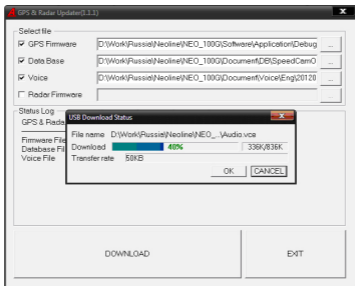 GPS & Radar Updater(1.1.1)
Select file
GPS Firmware
D:\Work\Russia\Neoline\NEO_100G\Software\Application\Debug
...
Data Base
D:\Work\Russia\Neoline\NEO_100G\Document\DB\SpeedCamO
...
Voice
D:\Work\Russia\Neoline\NEO_100G\Document\Voice\Eng\20120
...
Radar Firmware
...
Status Log
GPS & Rada
Firmware File
Database Fil
Voice File
USB Download Status
File name D:\Work\Russia\Neoline\NEO_...\Audio.vce
Download 40% 336K/836K
Transfer rate 58KB
OK CANCEL
DOWNLOAD
EXIT